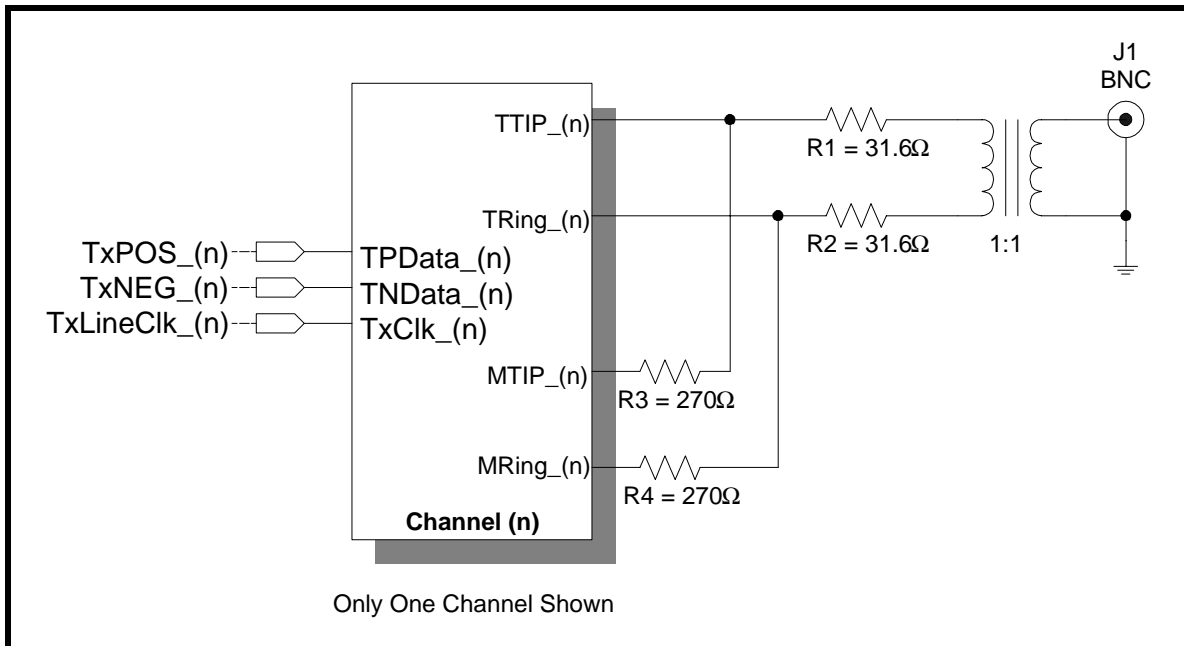 J1
BNC
TTIP_(n)
R1 = 31.6Ω
TRing_(n)
R2 = 31.6Ω
1:1
TxPOS_(n)
TPData_(n)
TxNEG_(n)
TNData_(n)
TxLineClk_(n)
TxClk_(n)
MTIP_(n)
R3 = 270Ω
MRing_(n)
R4 = 270Ω
Channel (n)
Only One Channel Shown